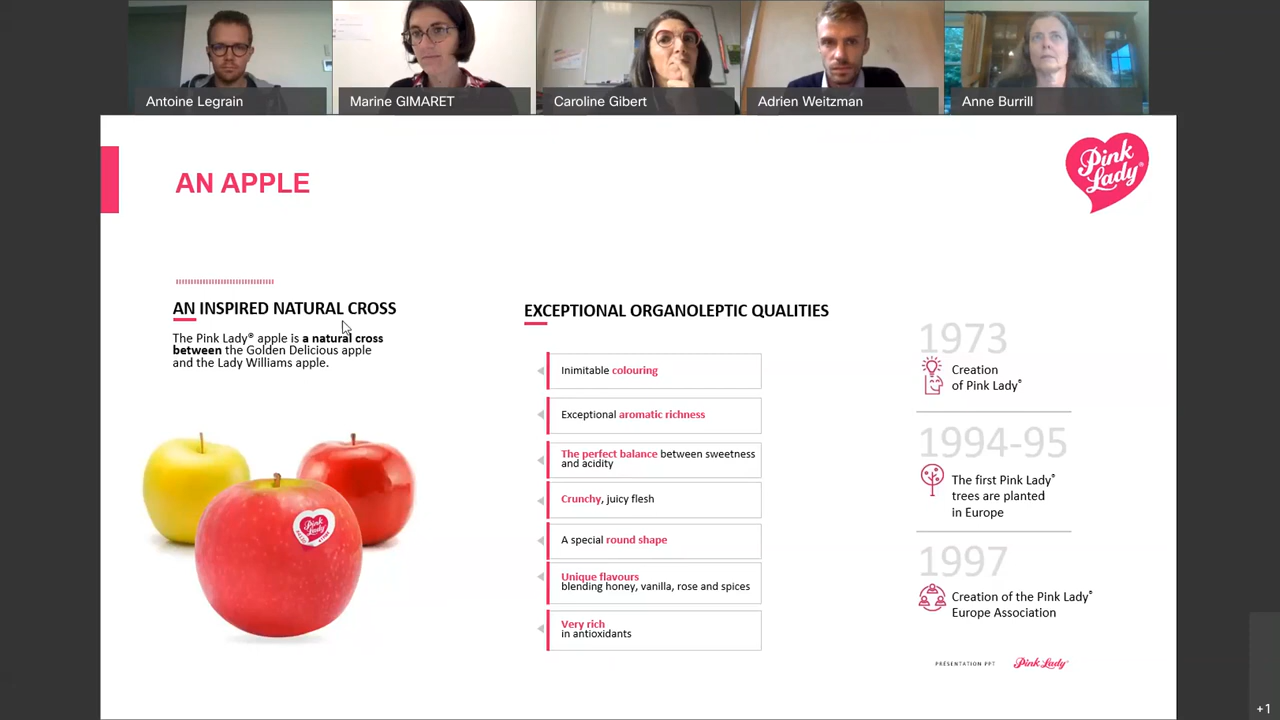 Antoine Legrain
Marine GIMARET
Caroline Gibert
Adrien Weitzman
Anne Burrill
AN APPLE
Pink
Lady®
AN INSPIRED NATURAL CROSS
The Pink Lady® apple is a natural cross
between the Golden Delicious apple
and the Lady Williams apple.
Pink
Lady
EXCEPTIONAL ORGANOLEPTIC QUALITIES
Inimitable colouring
Exceptional aromatic richness
The perfect balance between sweetness
and acidity
Crunchy, juicy flesh
A special round shape
Unique flavours
blending honey, vanilla, rose and spices
Very rich
in antioxidants
1973
Creation
of Pink Lady®
1994-95
The first Pink Lady®
trees are planted
in Europe
1997
Creation of the Pink Lady®
Europe Association
PRÉSENTATION PPT
Pink Lady®
+1